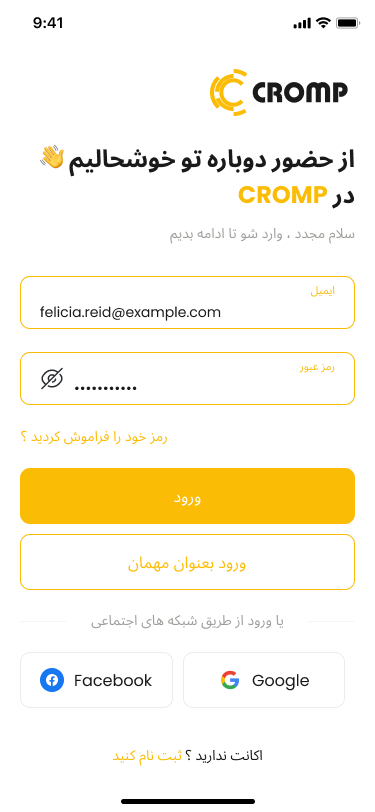 9:41
CROMP
از حضور دوباره تو خوشحالیم 👋
در CROMP
سلام مجدد ، وارد شو تا ادامه بدیم
ایمیل
felicia.reid@example.com
رمز عبور
...........
رمز خود را فراموش کردید ؟
ورود
ورود بعنوان مهمان
یا ورود از طریق شبکه های اجتماعی
Facebook
Google
اکانت ندارید ؟ ثبت نام کنید